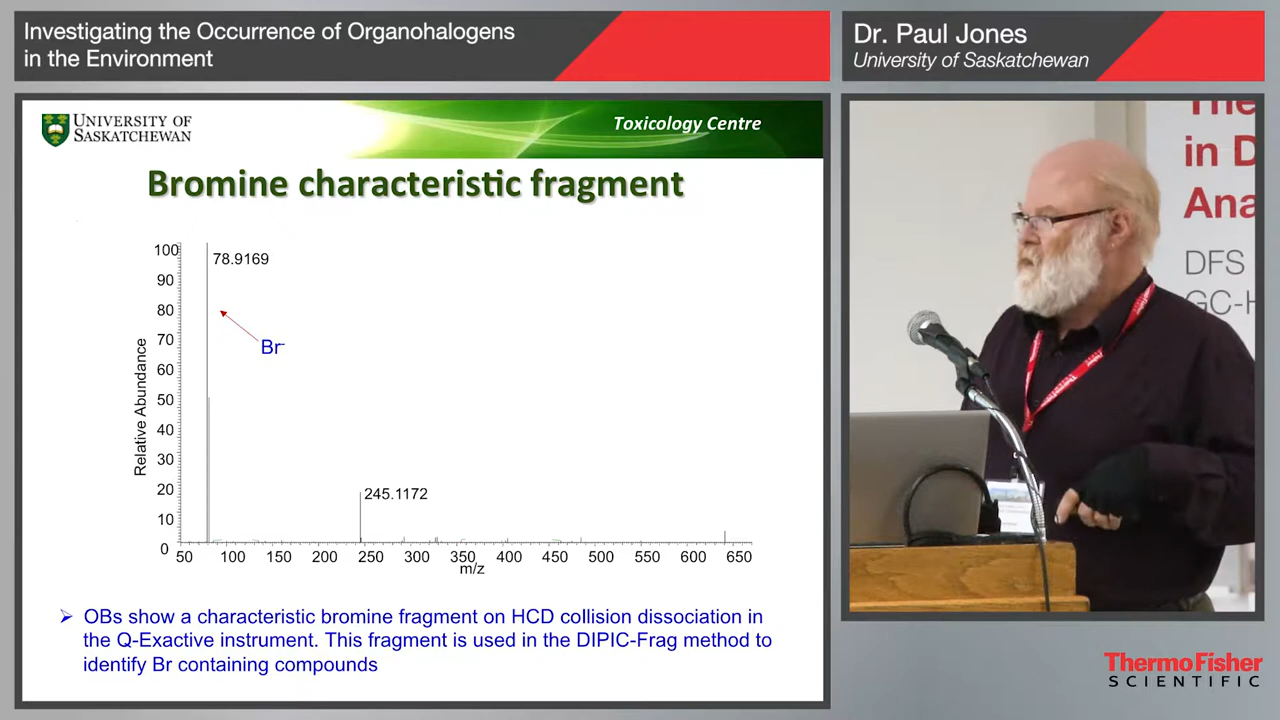 Investigating the Occurrence of Organohalogens
in the Environment
Dr. Paul Jones
University of Saskatchewan
UNIVERSITY OF
SASKATCHEWAN
Toxicology Centre
Bromine characteristic fragment
Relative Abundance
100
90
80
70
60
50
40
30
20
10
0
78.9169
Br-
245.1172
50 100 150 200 250 300 350 400 450 500 550 600 650
m/z
➢ OBs show a characteristic bromine fragment on HCD collision dissociation in
the Q-Exactive instrument. This fragment is used in the DIPIC-Frag method to
identify Br containing compounds
in D
Ana
DFS
GC-H
ThermoFisher
SCIENTIFIC